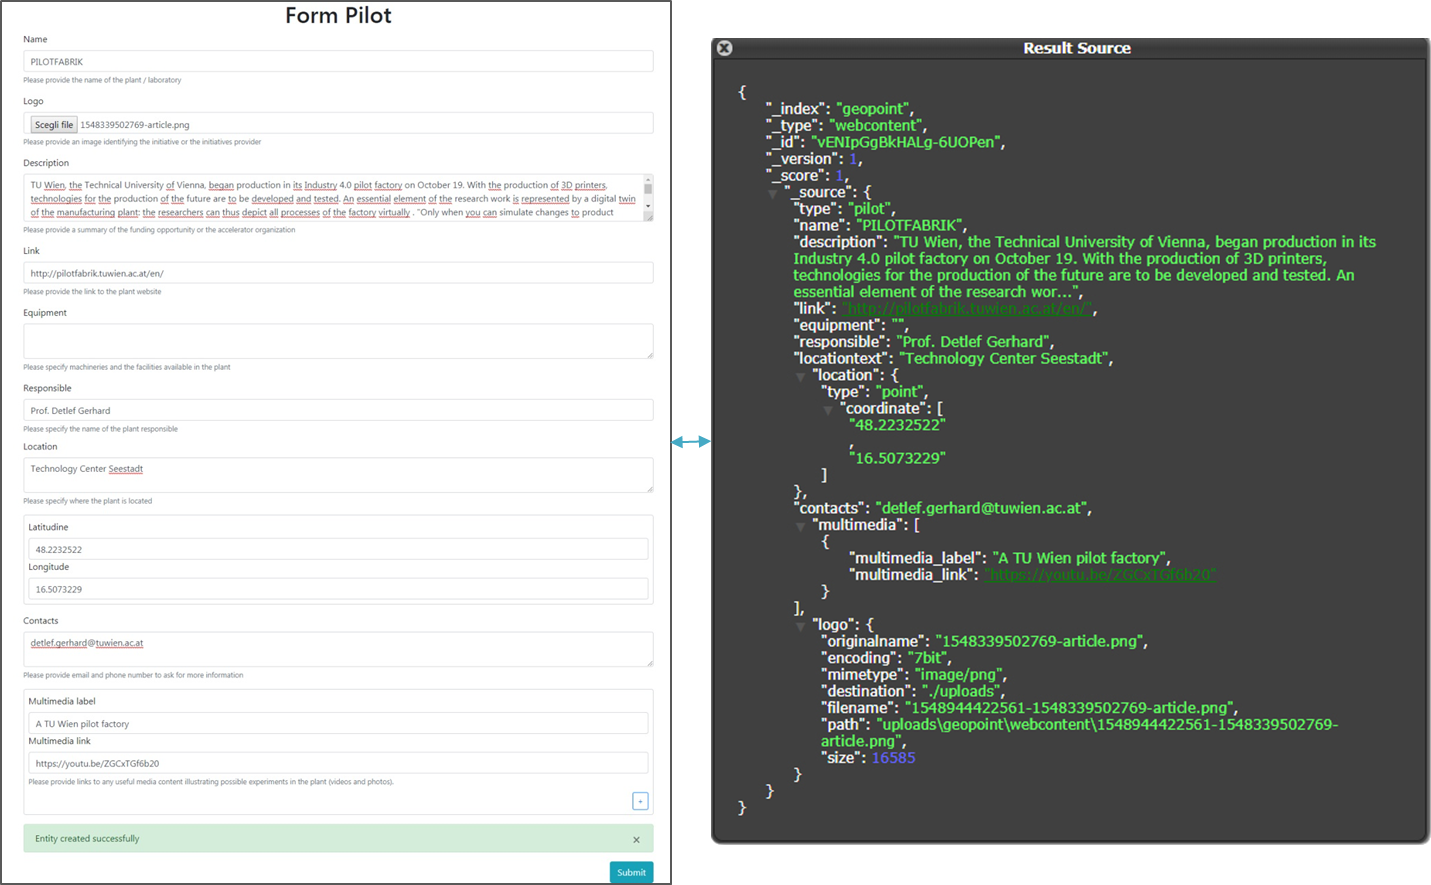 Form Pilot
Name
PILOTFABRIK
Please provide the name of the plant / laboratory
Logo
Scegli file 1548339502769-article.png
Please provide an image identifying the initiative or the initiatives provider
Description
TU Wien, the Technical University of Vienna, began production in its Industry 4.0 pilot factory on October 19. With the production of 3D printers,
technologies for the production of the future are to be developed and tested. An essential element of the research work is represented by a digital twin
of the manufacturing plant: the researchers can thus depict all processes of the factory virtually . "Only when you can simulate changes to product
Please provide a summary of the funding opportunity or the accelerator organization
Link
http://pilotfabrik.tuwien.ac.at/en/
Please provide the link to the plant website
Equipment
Please specify machineries and the facilities available in the plant
Responsible
Prof. Detlef Gerhard
Please specify the name of the plant responsible
Location
Technology Center Seestadt
Please specify where the plant is located
Latitudine
48.2232522
Longitude
16.5073229
Contacts
detlef.gerhard@tuwien.ac.at
Please provide email and phone number to ask for more information
Multimedia label
A TU Wien pilot factory
Multimedia link
https://youtu.be/ZGCxTGf6b20
Please provide links to any useful media content illustrating possible experiments in the plant (videos and photos).
+
Entity created successfully ×
Submit
Result Source
{
"_index": "geopoint",
"_type": "webcontent",
"_id": "vENIpGgBkHALg-6UOPen",
"_version": 1,
"_score": 1,
"_source": {
"type": "pilot",
"name": "PILOTFABRIK",
"description": "TU Wien, the Technical University of Vienna, began production in its
Industry 4.0 pilot factory on October 19. With the production of 3D printers,
technologies for the production of the future are to be developed and tested. An
essential element of the research wor...",
"link": "http://pilotfabrik.tuwien.ac.at/en/",
"equipment": "",
"responsible": "Prof. Detlef Gerhard",
"locationtext": "Technology Center Seestadt",
"location": {
"type": "point",
"coordinate": [
"48.2232522"
,
"16.5073229"
]
},
"contacts": "detlef.gerhard@tuwien.ac.at",
"multimedia": [
{
"multimedia_label": "A TU Wien pilot factory",
"multimedia_link": "https://youtu.be/ZGCxTGf6b20"
}
],
"logo": {
"originalname": "1548339502769-article.png",
"encoding": "7bit",
"mimetype": "image/png",
"destination": "./uploads",
"filename": "1548944422561-1548339502769-article.png",
"path": "uploads\geopoint\webcontent\1548944422561-1548339502769-
article.png",
"size": 16585
}
}
}